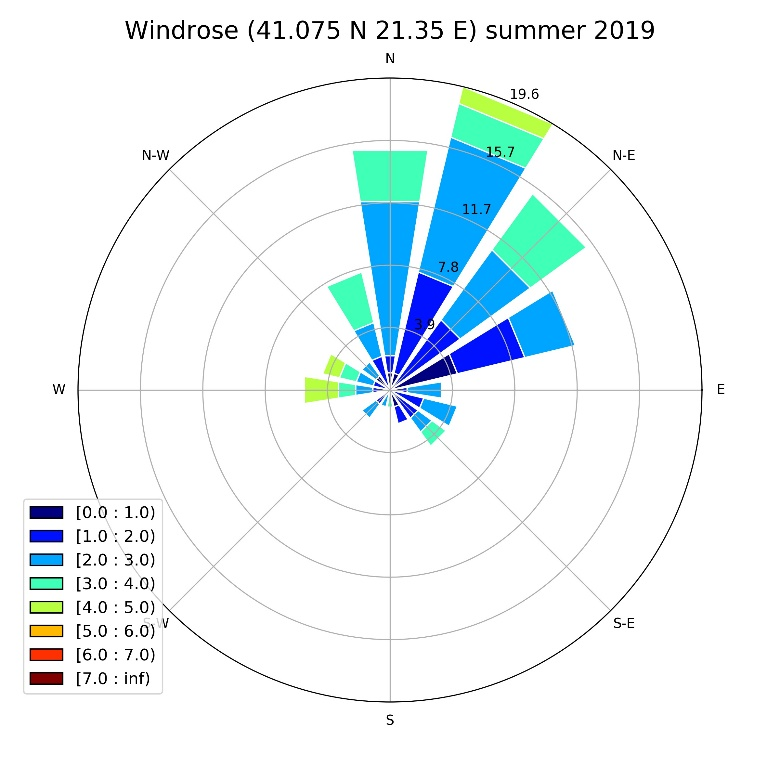 Windrose (41.075 N 21.35 E) summer 2019
N
19.6
N-W
15.7
N-E
11.7
7.8
3.9
W
E
[0.0 : 1.0)
[1.0 : 2.0)
[2.0 : 3.0)
[3.0 : 4.0)
[4.0 : 5.0)
S-W
S-E
[5.0 : 6.0)
[6.0 : 7.0)
[7.0 : inf)
S